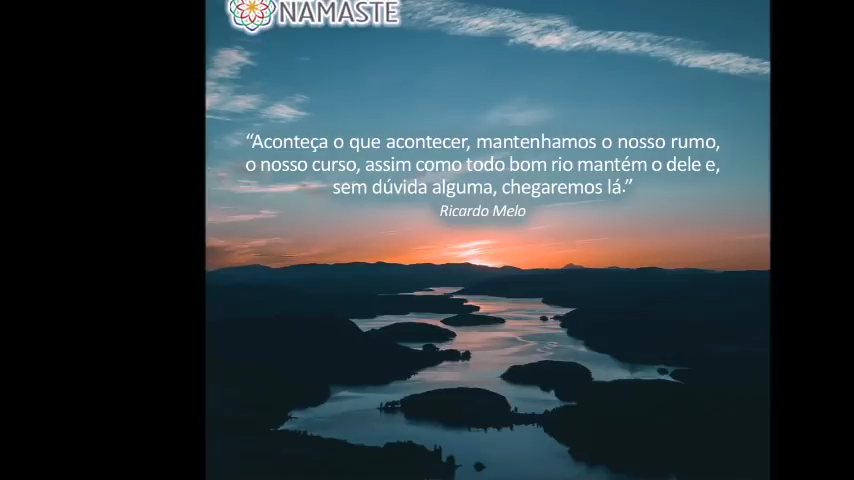 NAMASTE
“Aconteça o que acontecer, mantenhamos o nosso rumo,
o nosso curso, assim como todo bom rio mantém o dele e,
sem dúvida alguma, chegaremos lá.”
Ricardo Melo